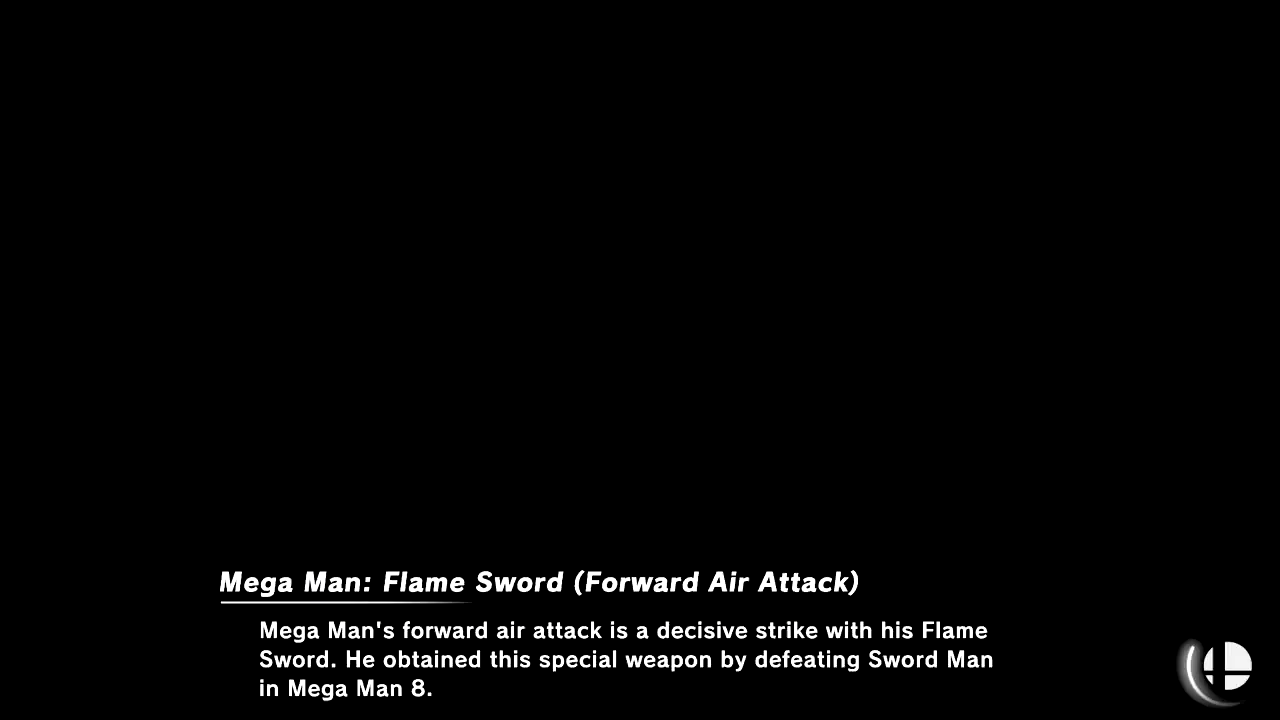 Mega Man: Flame Sword (Forward Air Attack)
Mega Man's forward air attack is a decisive strike with his Flame
Sword. He obtained this special weapon by defeating Sword Man
in Mega Man 8.